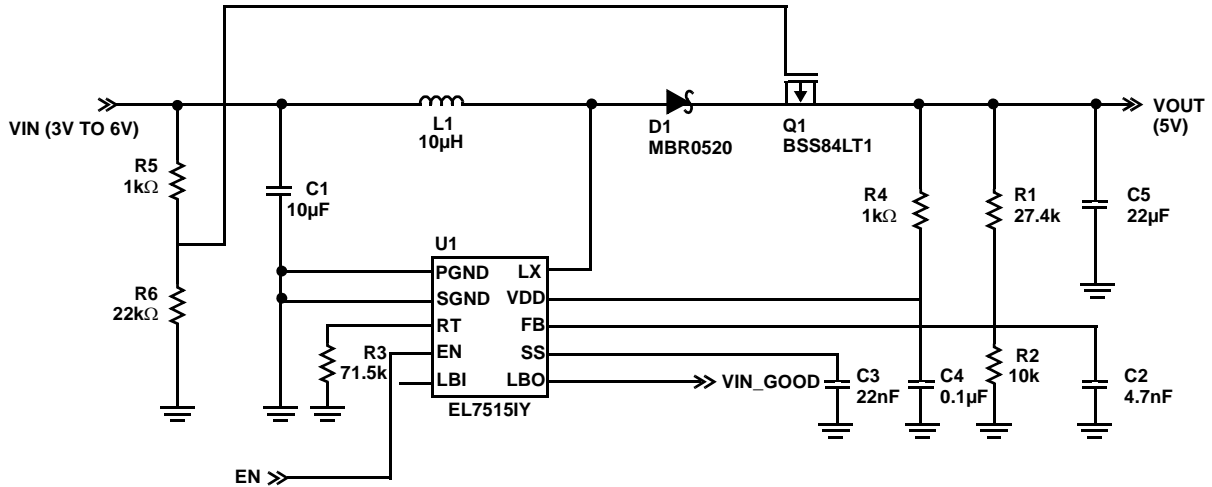 VIN (3V TO 6V)
L1
10µH
D1
MBR0520
Q1
BSS84LT1
VOUT
(5V)
R5
1kΩ
C1
10µF
R4
1kΩ
R1
27.4k
C5
22µF
U1
PGND
LX
SGND
VDD
RT
FB
EN
SS
LBI
LBO
EL7515IY
R6
22kΩ
R3
71.5k
VIN_GOOD
C3
22nF
C4
0.1µF
R2
10k
C2
4.7nF
EN